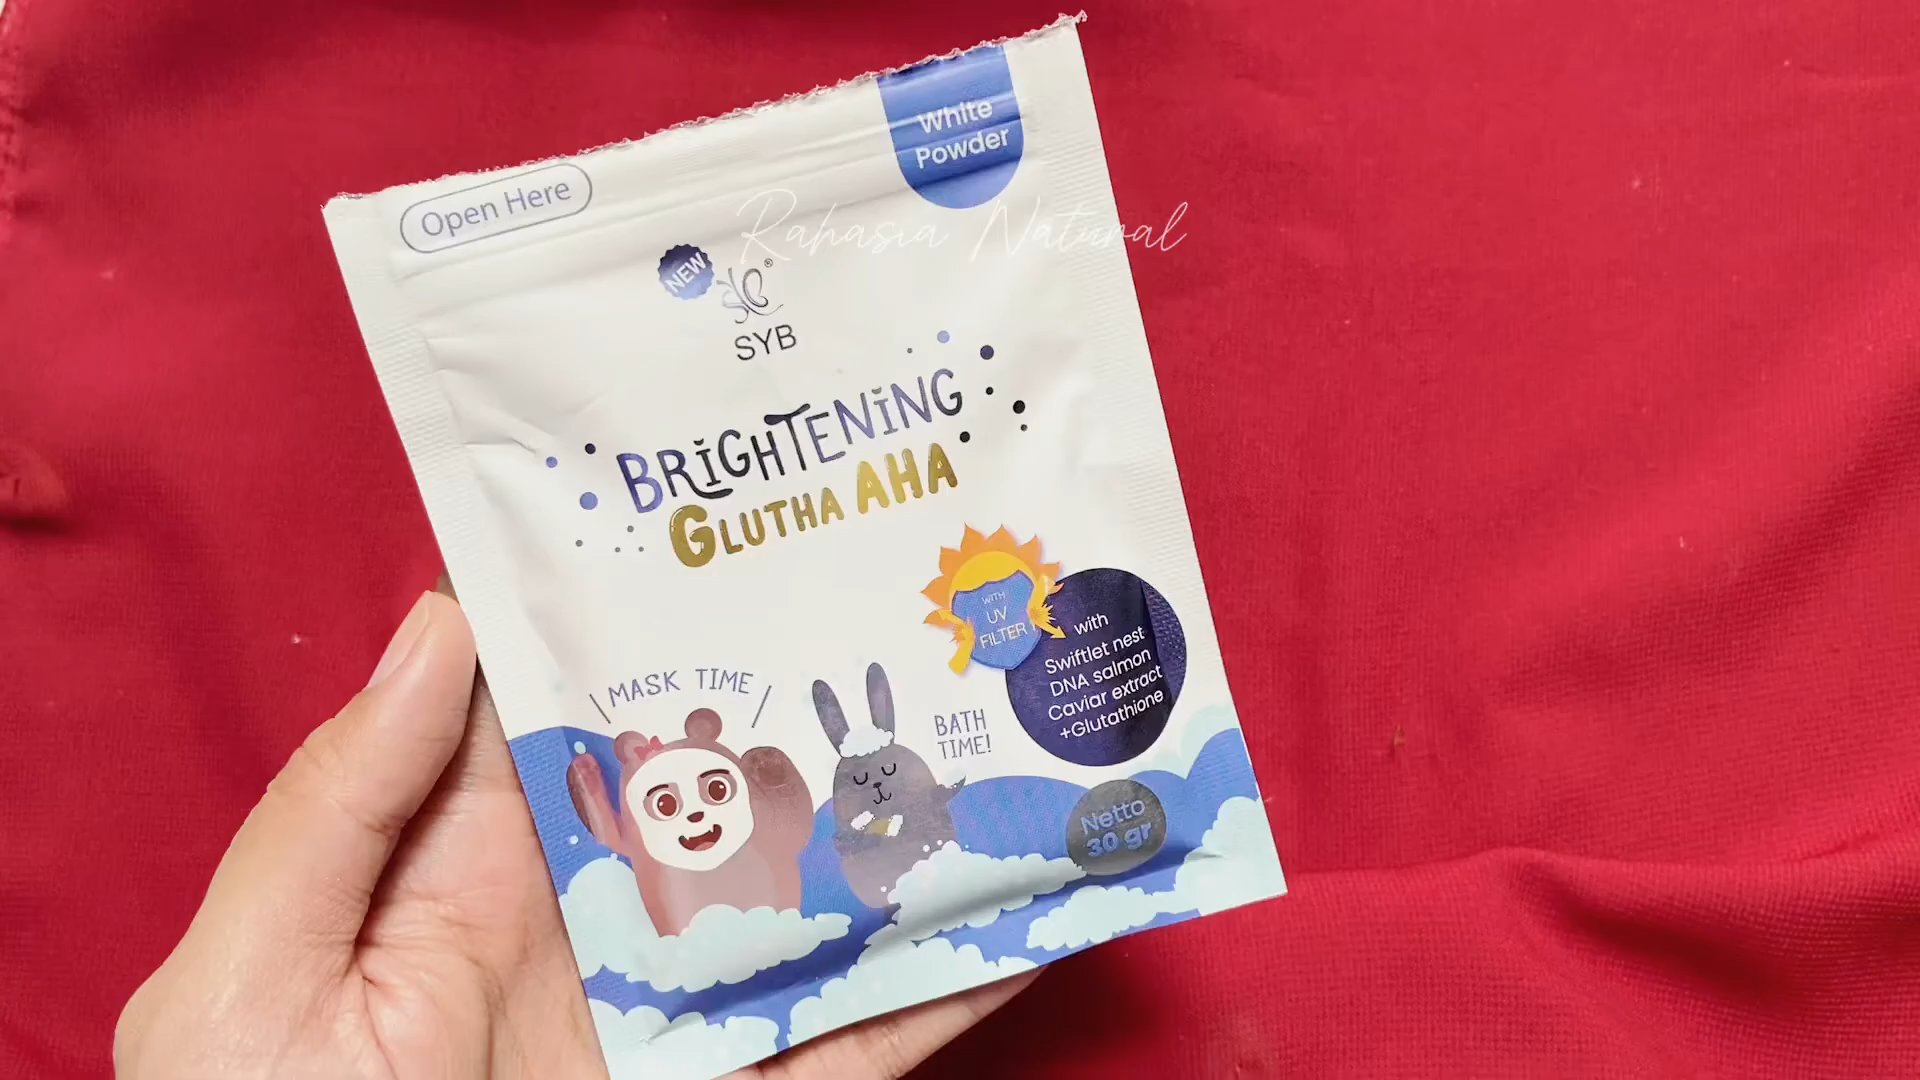 White
Powder
Open Here
Rahasia Natural
NEW
SYB
BRIGHTENING
GLUTHA AHA
WITH
UV
FILTER
with
Swiftlet nest
DNA salmon
Caviar extract
+Glutathione
MASK TIME
BATH
TIME!
Netto
30 gr